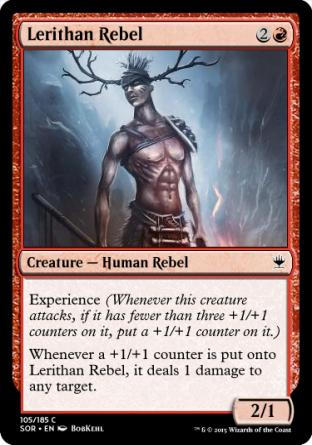 Lerithan Rebel 2
Creature — Human Rebel
Experience (Whenever this creature
attacks, if it has fewer than three +1/+1
counters on it, put a +1/+1 counter on it.)
Whenever a +1/+1 counter is put onto
Lerithan Rebel, it deals 1 damage to
any target.
2/1
105/185 C
SOR • EN BobKehl
™ & © 2015 Wizards of the Coast